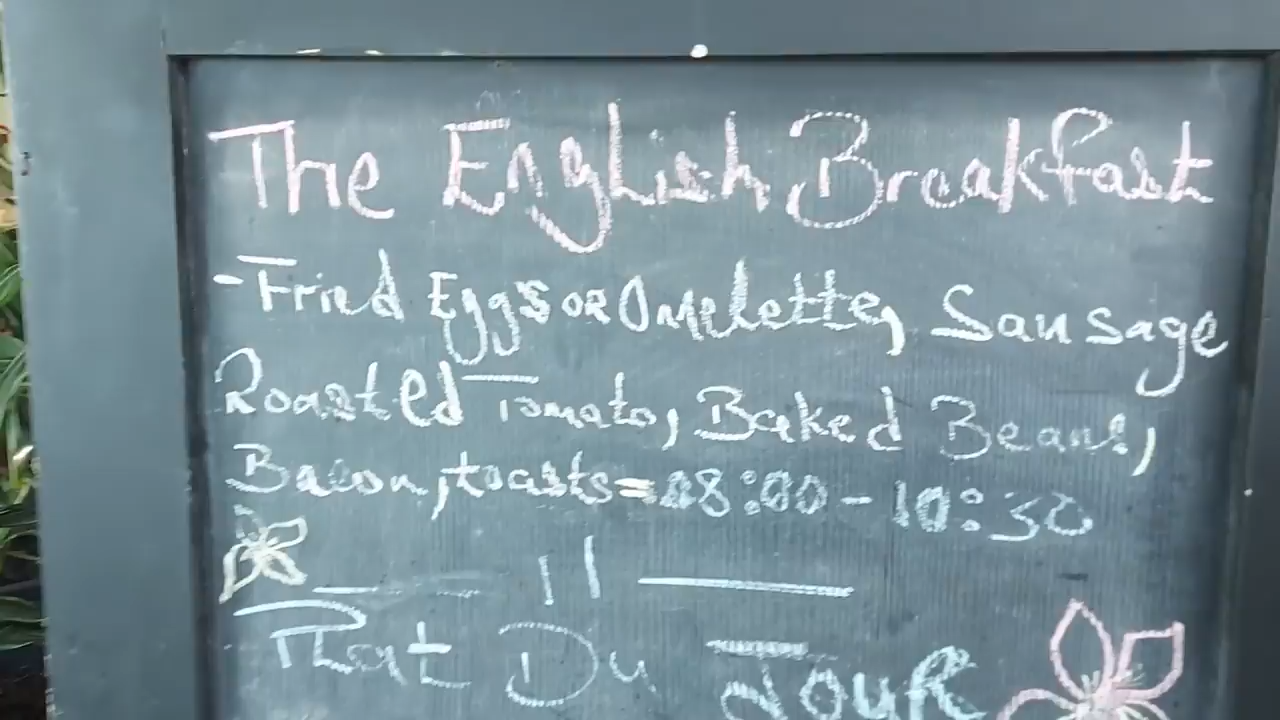 The English Breakfast
- Fried Eggs or Omelette, Sausage
Roasted Tomato, Baked Beans,
Bacon, toasts = 08:00 - 10:30
That Du Jour